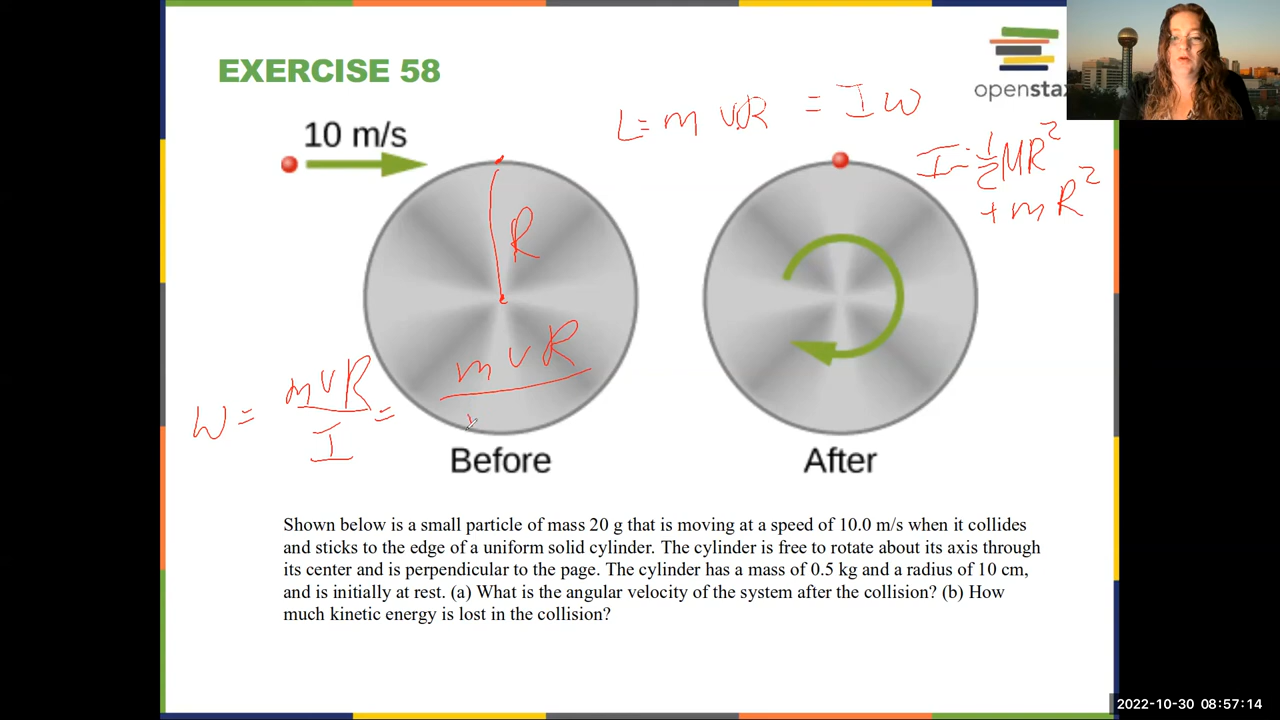 EXERCISE 58
openstax
10 m/s
L = m v R = I ω
I = 1/2 MR²
+ m R²
R
ω = mvR / I = m v R
Before
After
Shown below is a small particle of mass 20 g that is moving at a speed of 10.0 m/s when it collides
and sticks to the edge of a uniform solid cylinder. The cylinder is free to rotate about its axis through
its center and is perpendicular to the page. The cylinder has a mass of 0.5 kg and a radius of 10 cm,
and is initially at rest. (a) What is the angular velocity of the system after the collision? (b) How
much kinetic energy is lost in the collision?
2022-10-30 08:57:14